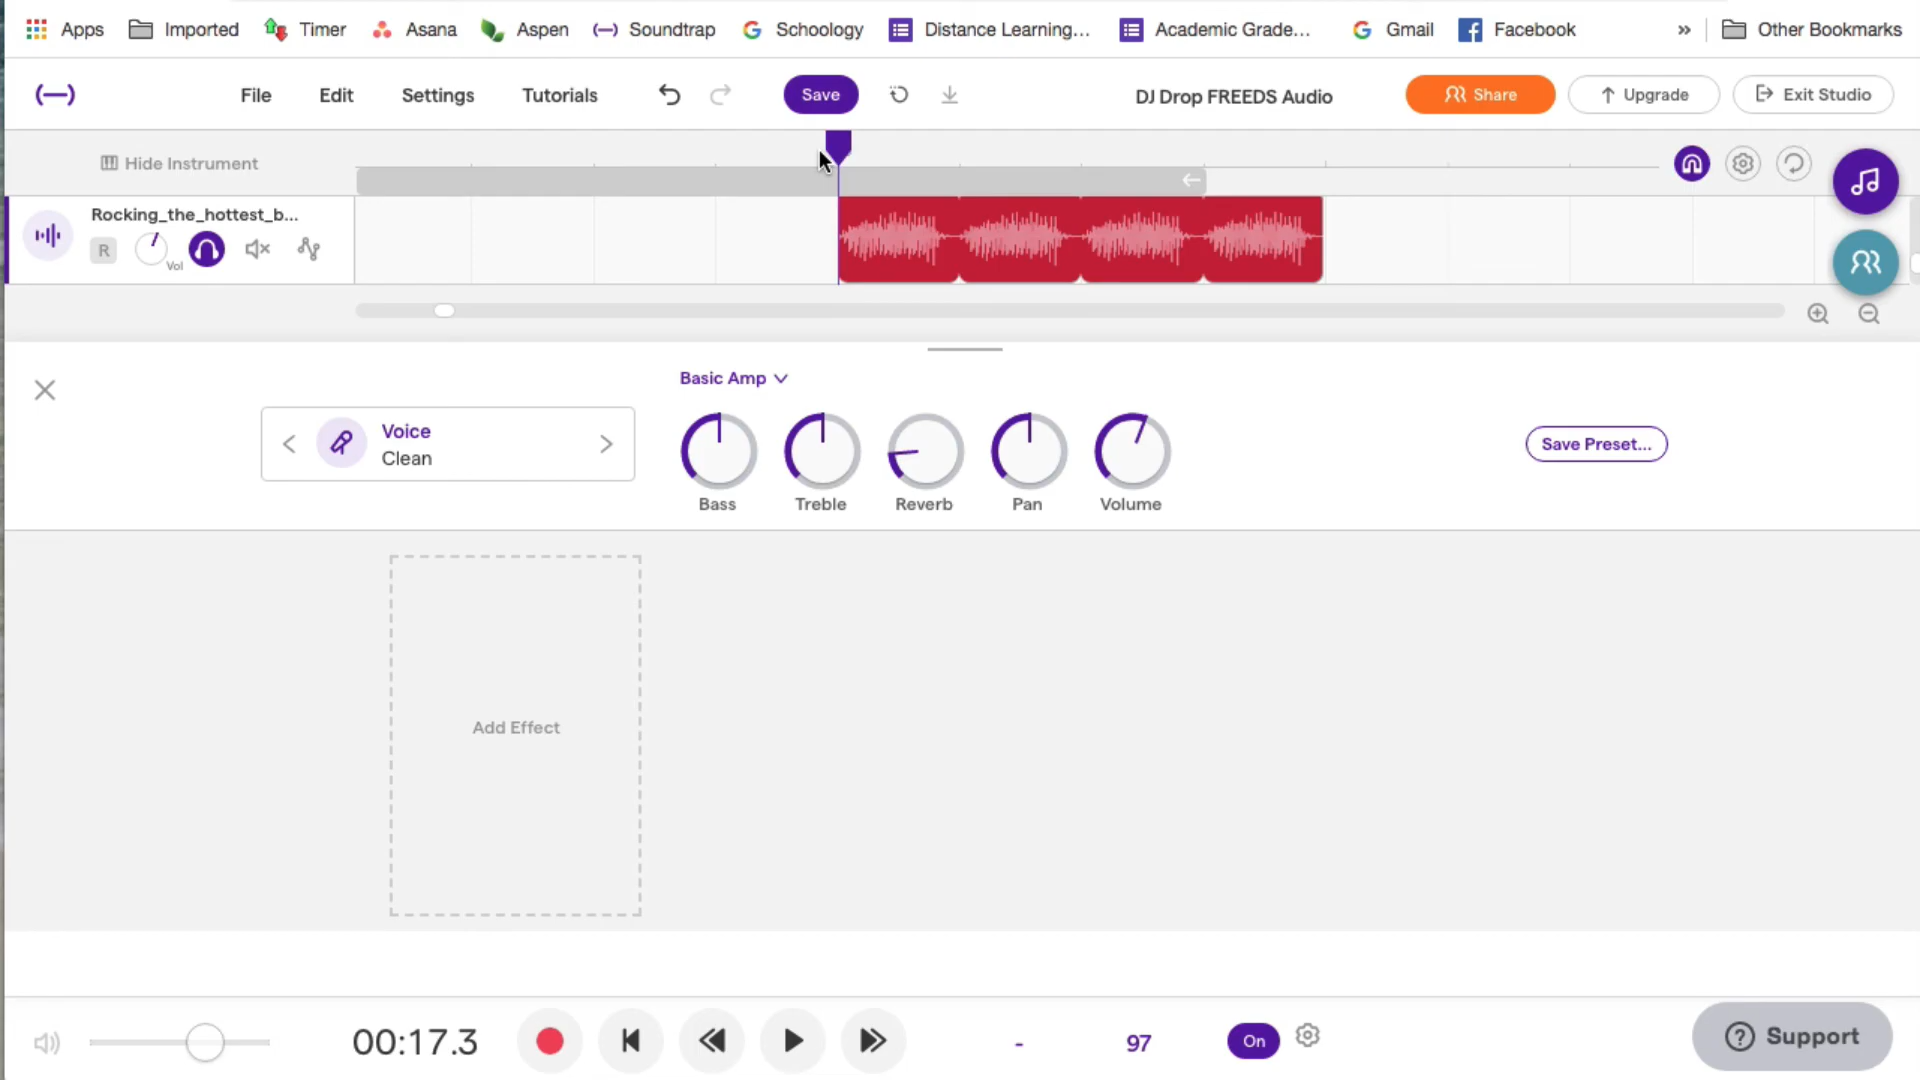 Apps Imported Timer Asana Aspen Soundtrap Schoology Distance Learning... Academic Grade... Gmail Facebook » Other Bookmarks
File Edit Settings Tutorials Save DJ Drop FREEDS Audio Share Upgrade Exit Studio
Hide Instrument
Rocking_the_hottest_b...
R Vol
Basic Amp
Voice
Clean
Save Preset...
Bass Treble Reverb Pan Volume
Add Effect
00:17.3 - 97 On Support